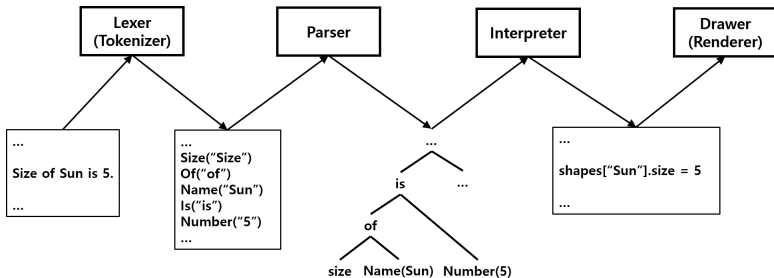 Lexer
(Tokenizer)
Parser
Interpreter
Drawer
(Renderer)
...
Size of Sun is 5.
...
...
Size(“Size”)
Of(“of”)
Name(“Sun”)
Is(“is”)
Number(“5”)
...
...
is
...
of
size Name(Sun) Number(5)
...
shapes[“Sun”].size = 5
...